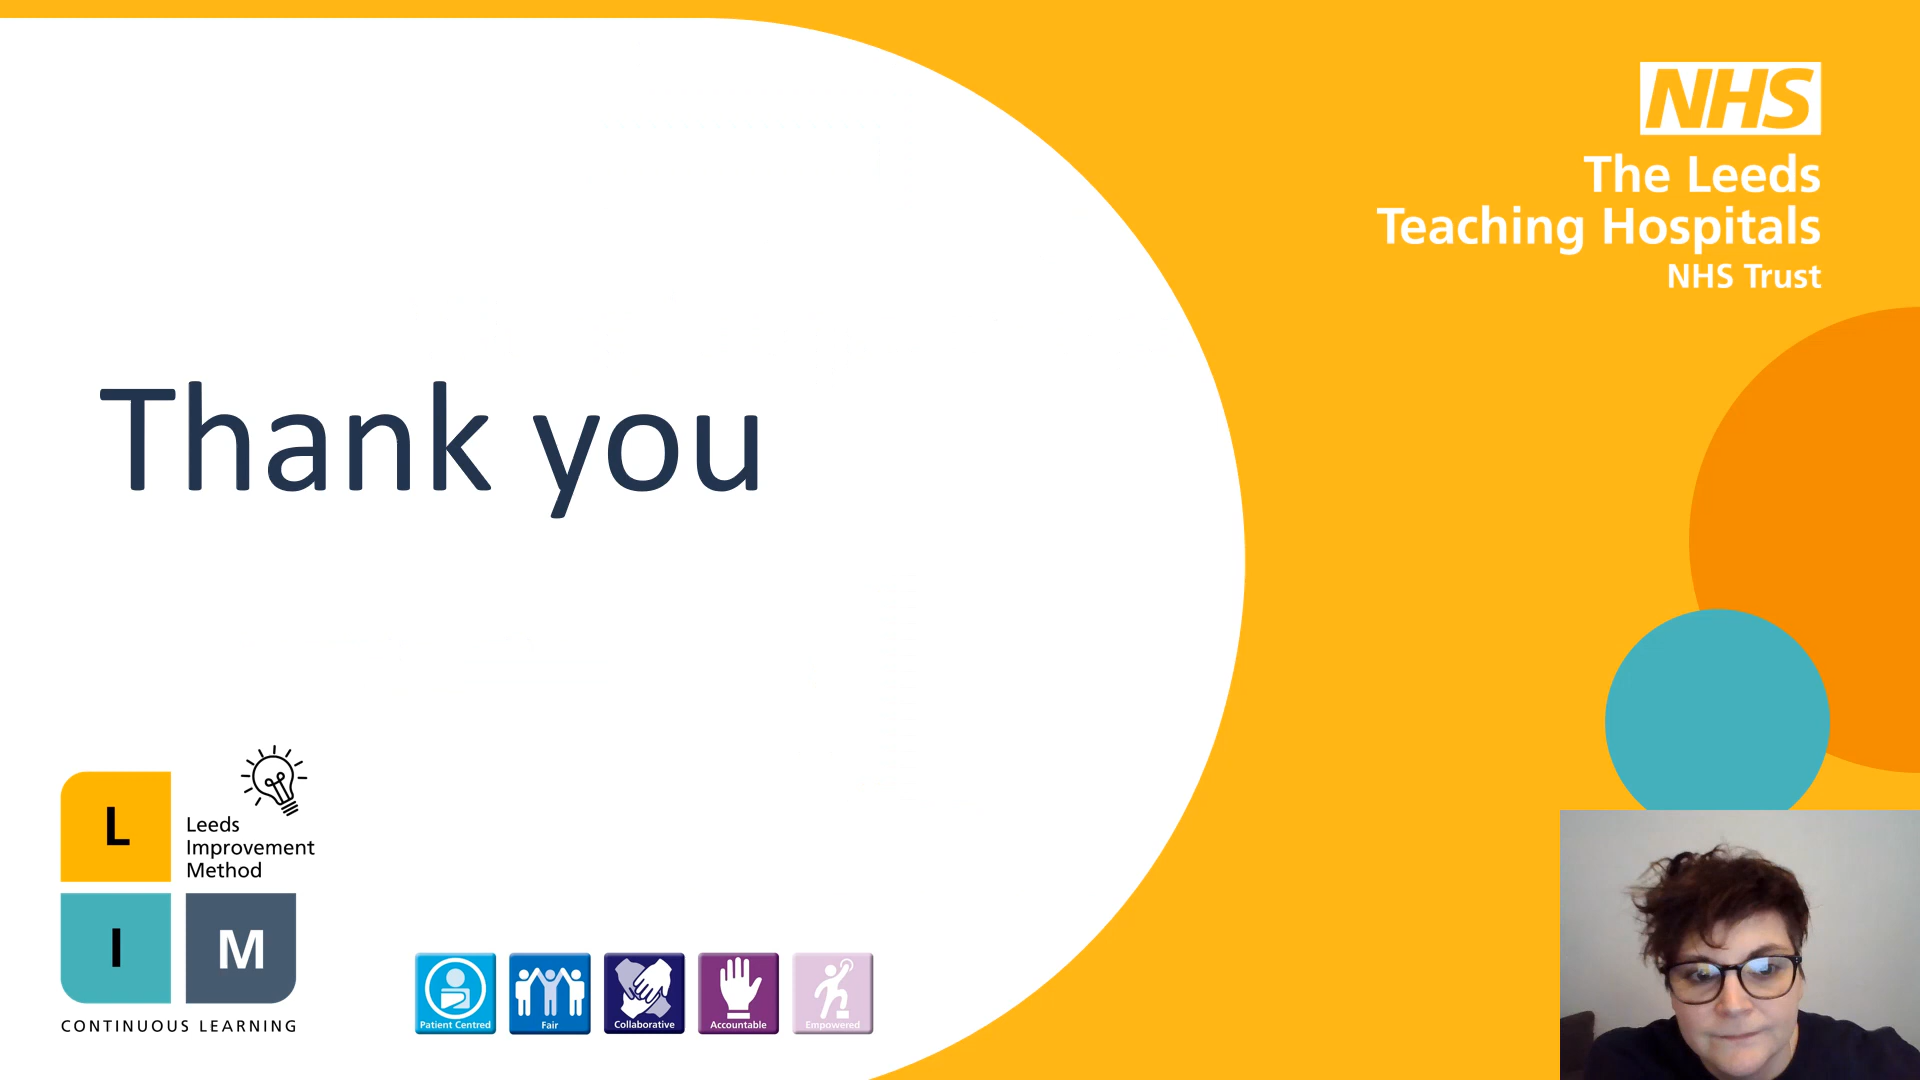 NHS
The Leeds
Teaching Hospitals
NHS Trust
Thank you
L
Leeds
Improvement
Method
I
M
CONTINUOUS LEARNING
Patient Centred
Fair
Collaborative
Accountable
Empowered